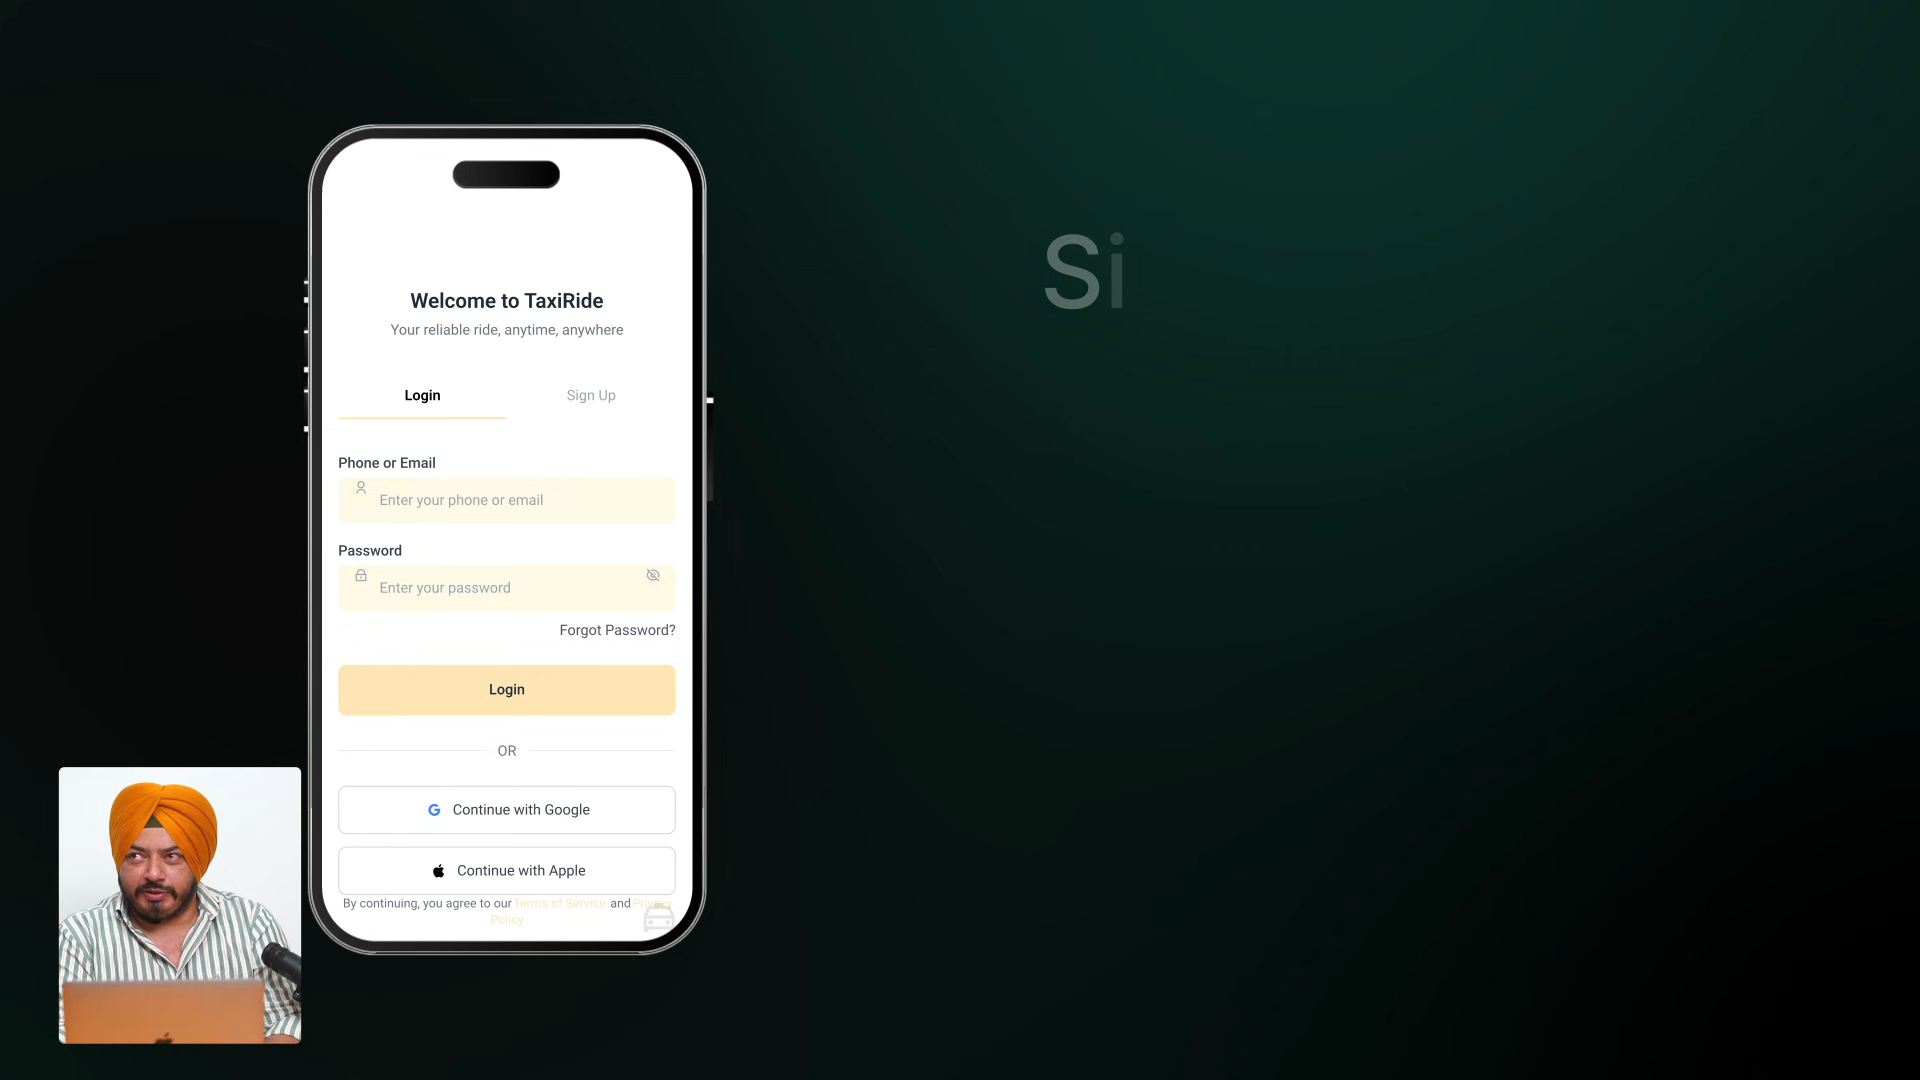 Welcome to TaxiRide
Your reliable ride, anytime, anywhere
Login
Sign Up
Phone or Email
Enter your phone or email
Password
Enter your password
Forgot Password?
Login
OR
Continue with Google
Continue with Apple
By continuing, you agree to our Terms of Service and Privacy
Policy
Si